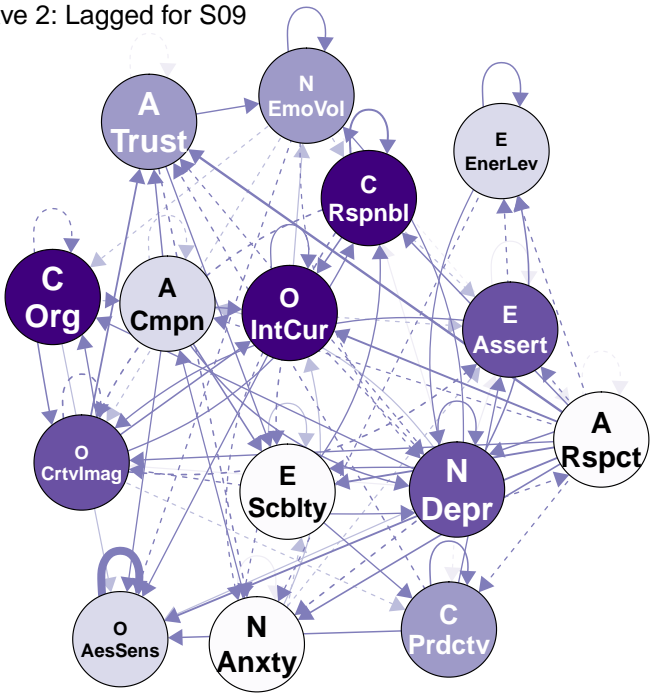 ve 2: Lagged for S09
N
EmoVol
A
Trust
E
EnerLev
C
Rspnbl
C
Org
A
Cmpn
O
IntCur
E
Assert
A
Rspct
O
CrtvImag
E
Scblty
N
Depr
O
AesSens
N
Anxty
C
Prdctv